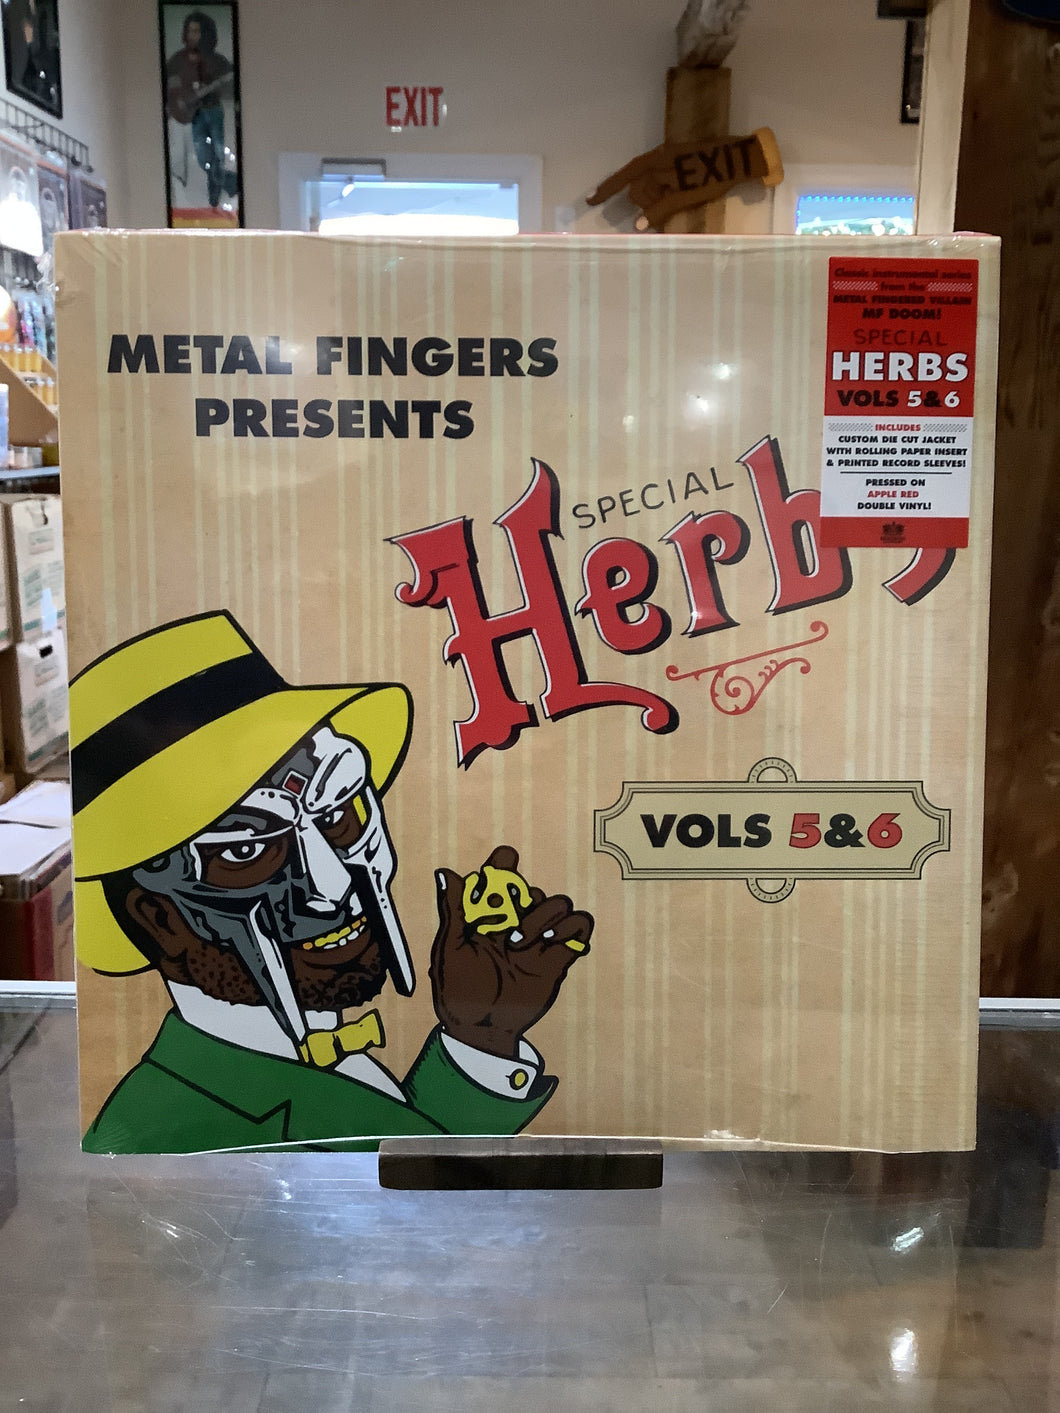 EXIT
EXIT
METAL FINGERS
PRESENTS
SPECIAL
Herbs
VOLS 5&6
Classic instrumental series
from the
METAL FINGERED VILLAIN
MF DOOM!
SPECIAL
HERBS
VOLS 5&6
INCLUDES
CUSTOM DIE CUT JACKET
WITH ROLLING PAPER INSERT
& PRINTED RECORD SLEEVES!
PRESSED ON
APPLE RED
DOUBLE VINYL!